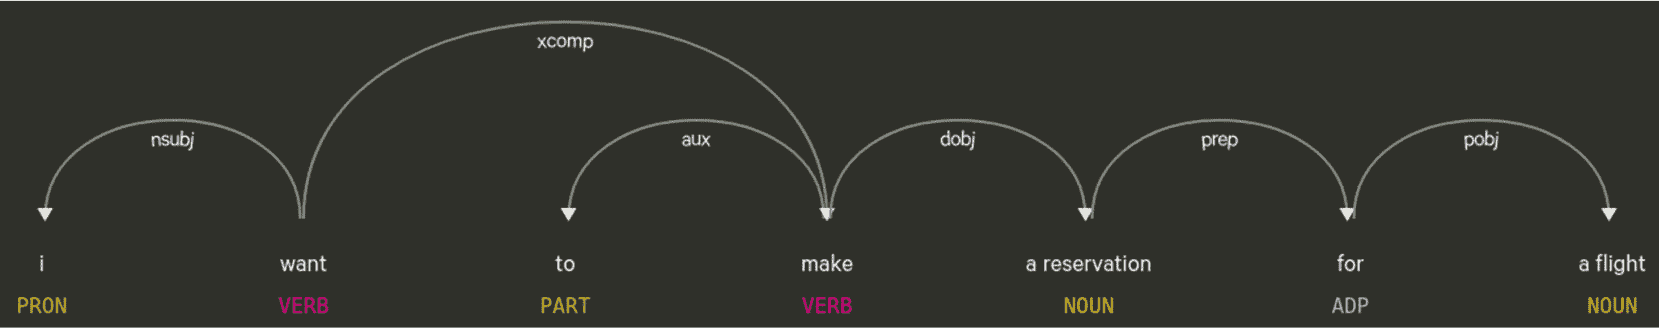 xcomp
nsubj aux dobj prep pobj
i want to make a reservation for a flight
PRON VERB PART VERB NOUN ADP NOUN